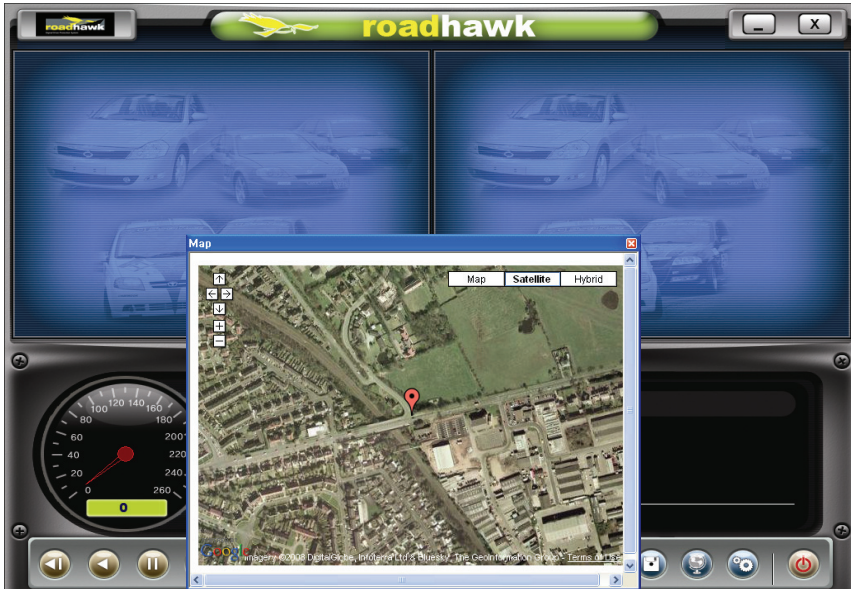 roadhawk
roadhawk
X
Map
Map Satellite Hybrid
0 20 40 60 80 100 120 140 160 180 200 220 240 260
0
Google
Imagery ©2008 DigitalGlobe, Infoterra Ltd & Bluesky, The GeoInformation Group - Terms of Use